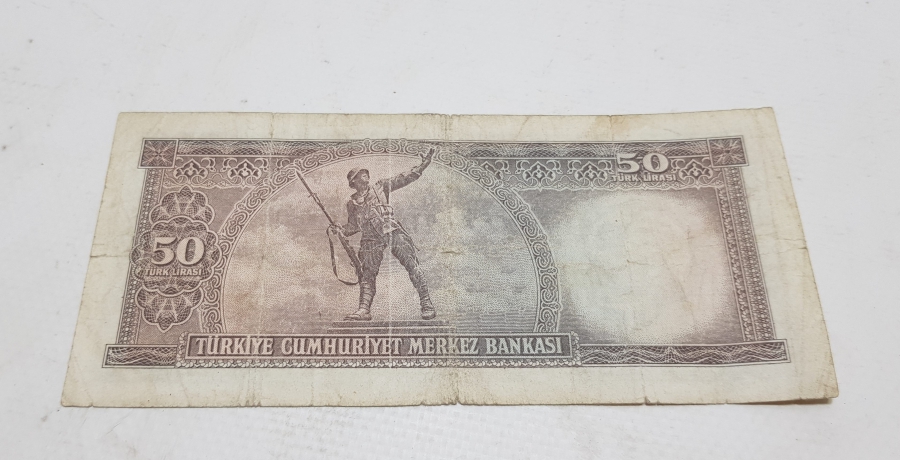 50
TÜRK LİRASI
50
TÜRK LİRASI
TÜRKİYE CUMHURİYET MERKEZ BANKASI